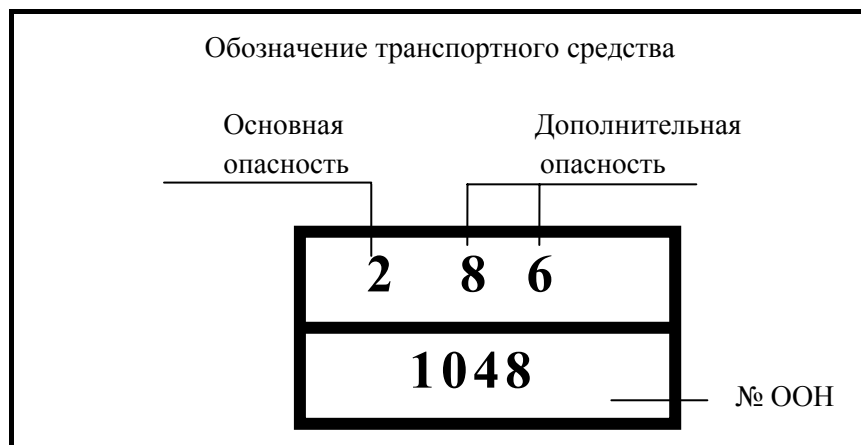 Обозначение транспортного средства
Основная
опасность
Дополнительная
опасность
2 8 6
1048
№ ООН